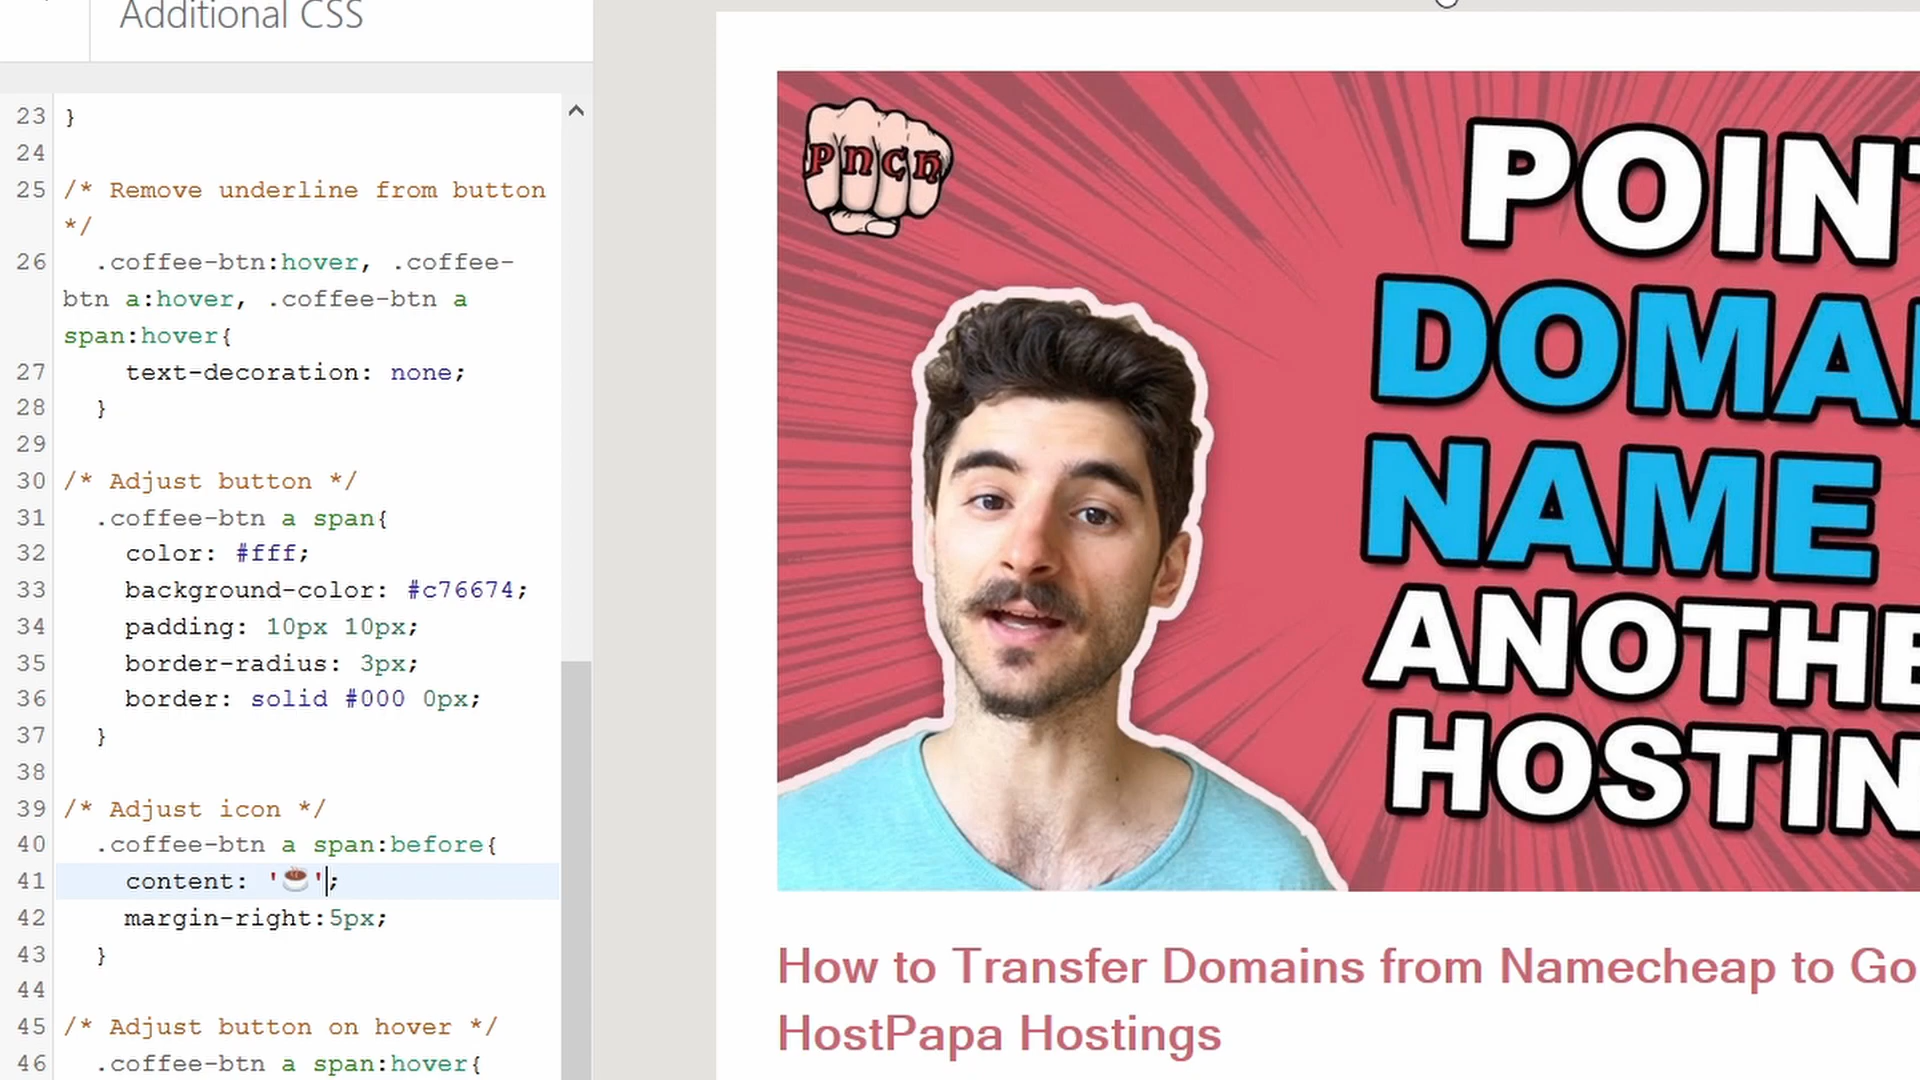 Additional CSS
23 }
24
25 /* Remove underline from button
*/
26 .coffee-btn:hover, .coffee-
btn a:hover, .coffee-btn a
span:hover{
27 text-decoration: none;
28 }
29
30 /* Adjust button */
31 .coffee-btn a span{
32 color: #fff;
33 background-color: #c76674;
34 padding: 10px 10px;
35 border-radius: 3px;
36 border: solid #000 0px;
37 }
38
39 /* Adjust icon */
40 .coffee-btn a span:before{
41 content: '☕';
42 margin-right:5px;
43 }
44
45 /* Adjust button on hover */
46 .coffee-btn a span:hover{
PNCH
POINT
DOMAI
NAME
ANOTHE
HOSTIN
How to Transfer Domains from Namecheap to Go
HostPapa Hostings